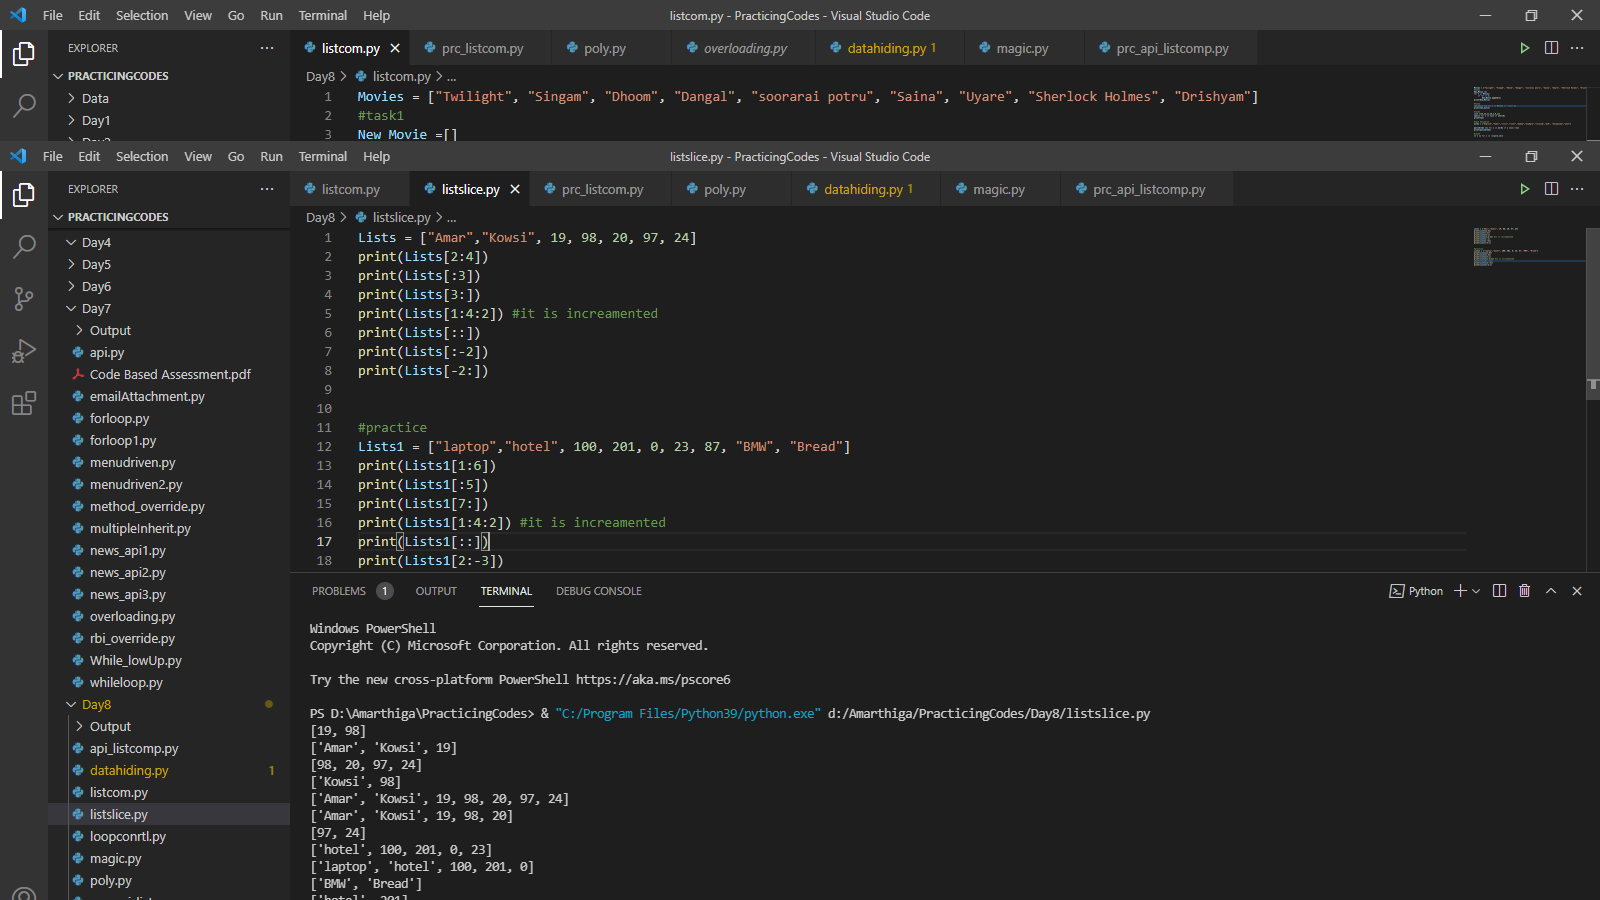 File Edit Selection View Go Run Terminal Help listcom.py - PracticingCodes - Visual Studio Code
EXPLORER
listcom.py prc_listcom.py poly.py overloading.py datahiding.py 1 magic.py prc_api_listcomp.py
PRACTICINGCODES
Data
Day1
Day8 > listcom.py > ...
1 Movies = ["Twilight", "Singam", "Dhoom", "Dangal", "soorarai potru", "Saina", "Uyare", "Sherlock Holmes", "Drishyam"]
2 #task1
3 New Movie =[]
File Edit Selection View Go Run Terminal Help listslice.py - PracticingCodes - Visual Studio Code
EXPLORER
PRACTICINGCODES
Day4
Day5
Day6
Day7
Output
api.py
Code Based Assessment.pdf
emailAttachment.py
forloop.py
forloop1.py
menudriven.py
menudriven2.py
method_override.py
multipleInherit.py
news_api1.py
news_api2.py
news_api3.py
overloading.py
rbi_override.py
While_lowUp.py
whileloop.py
Day8
Output
api_listcomp.py
datahiding.py 1
listcom.py
listslice.py
loopconrtl.py
magic.py
poly.py
listcom.py listslice.py prc_listcom.py poly.py datahiding.py 1 magic.py prc_api_listcomp.py
Day8 > listslice.py > ...
1 Lists = ["Amar","Kowsi", 19, 98, 20, 97, 24]
2 print(Lists[2:4])
3 print(Lists[:3])
4 print(Lists[3:])
5 print(Lists[1:4:2]) #it is increamented
6 print(Lists[::])
7 print(Lists[:-2])
8 print(Lists[-2:])
9
10
11 #practice
12 Lists1 = ["laptop","hotel", 100, 201, 0, 23, 87, "BMW", "Bread"]
13 print(Lists1[1:6])
14 print(Lists1[:5])
15 print(Lists1[7:])
16 print(Lists1[1:4:2]) #it is increamented
17 print(Lists1[::])
18 print(Lists1[2:-3])
PROBLEMS 1 OUTPUT TERMINAL DEBUG CONSOLE Python
Windows PowerShell
Copyright (C) Microsoft Corporation. All rights reserved.
Try the new cross-platform PowerShell https://aka.ms/pscore6
PS D:\Amarthiga\PracticingCodes> & "C:/Program Files/Python39/python.exe" d:/Amarthiga/PracticingCodes/Day8/listslice.py
[19, 98]
['Amar', 'Kowsi', 19]
[98, 20, 97, 24]
['Kowsi', 98]
['Amar', 'Kowsi', 19, 98, 20, 97, 24]
['Amar', 'Kowsi', 19, 98, 20]
[97, 24]
['hotel', 100, 201, 0, 23]
['laptop', 'hotel', 100, 201, 0]
['BMW', 'Bread']
['hotel', 201]